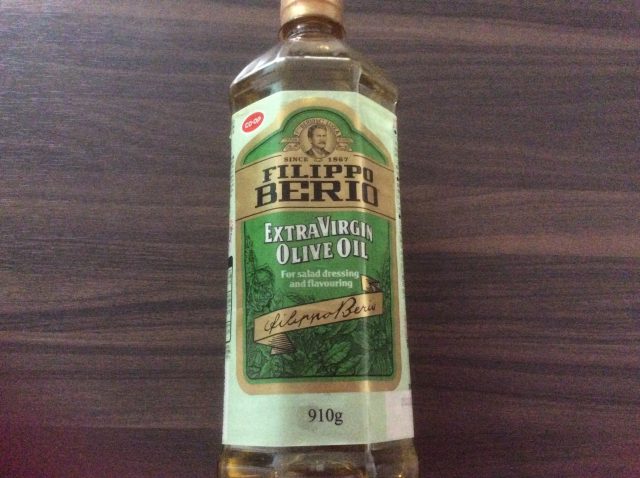 CO·OP
SINCE 1867
FILIPPO
BERIO
EXTRA VIRGIN
OLIVE OIL
For salad dressing
and flavouring
Filippo Berio
910g